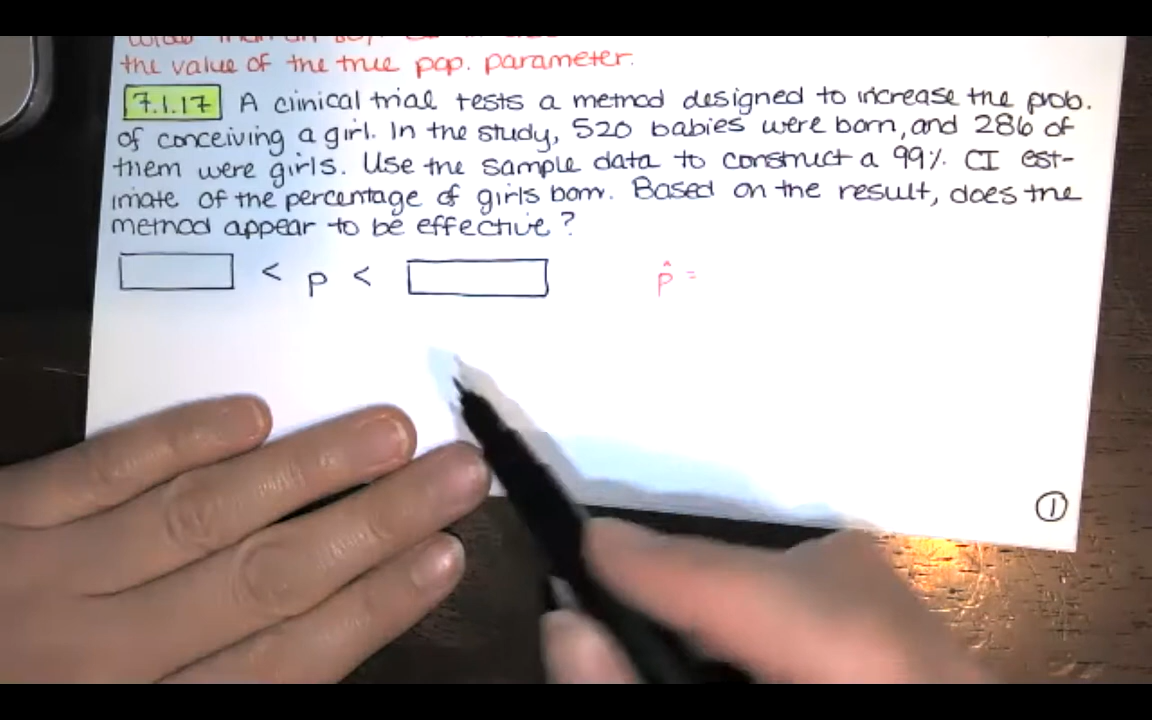 the value of the true pop. parameter.
7.1.17 A clinical trial tests a method designed to increase the prob.
of conceiving a girl. In the study, 520 babies were born, and 286 of
them were girls. Use the sample data to construct a 99% CI est-
imate of the percentage of girls born. Based on the result, does the
method appear to be effective?
< p < p̂ =
1